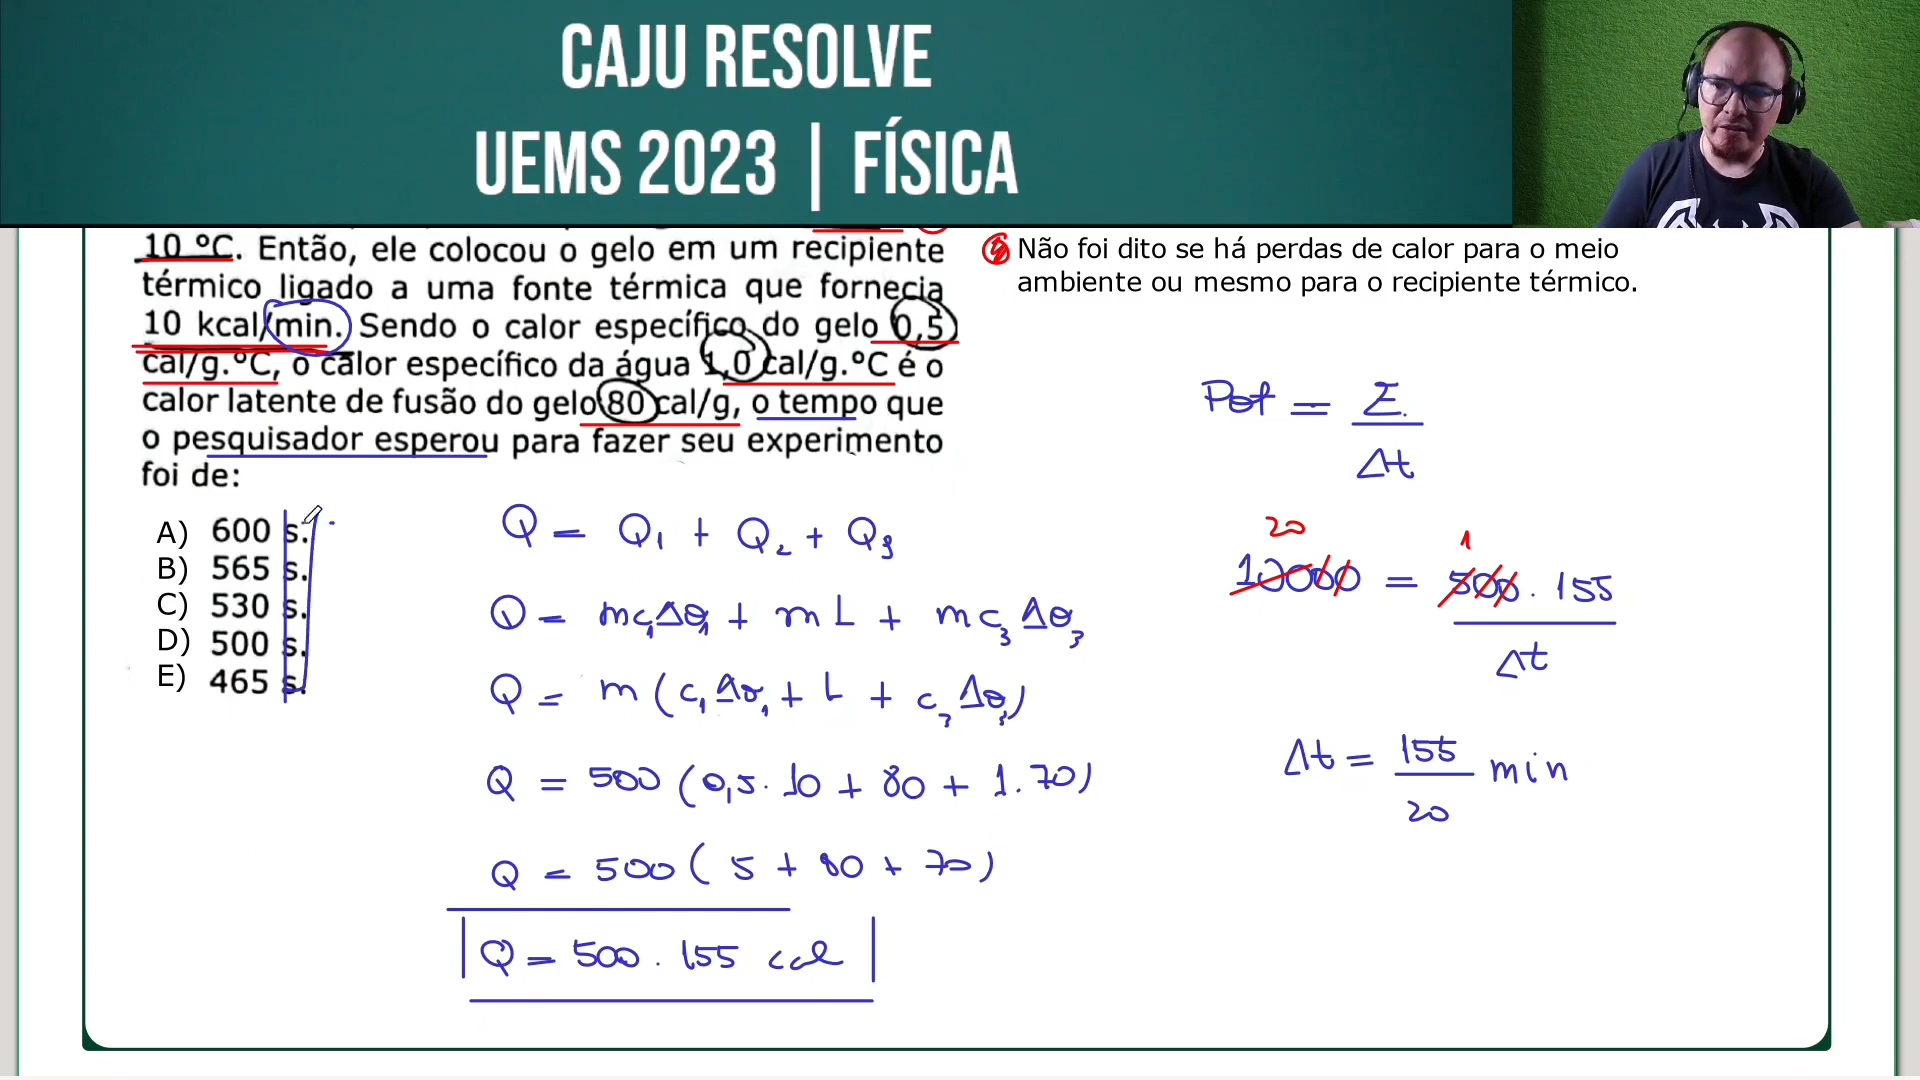 CAJU RESOLVE
UEMS 2023 | FÍSICA
10 °C. Então, ele colocou o gelo em um recipiente
térmico ligado a uma fonte térmica que fornecia
10 kcal/min. Sendo o calor específico do gelo 0,5
cal/g.°C, o calor específico da água 1,0 cal/g.°C é o
calor latente de fusão do gelo 80 cal/g, o tempo que
o pesquisador esperou para fazer seu experimento
foi de:
A) 600 s.
B) 565 s.
C) 530 s.
D) 500 s.
E) 465 s.
Q = Q₁ + Q₂ + Q₃
Q = mc₁Δθ₁ + mL + mc₃Δθ₃
Q = m (c₁Δθ₁ + L + c₃Δθ₃)
Q = 500 (0,5. 10 + 80 + 1. 70)
Q = 500 ( 5 + 80 + 70)
Q = 500 . 155 cal
4 Não foi dito se há perdas de calor para o meio
ambiente ou mesmo para o recipiente térmico.
Pot = E
Δt
20 1
10000 = 500 . 155
Δt
Δt = 155 min
20